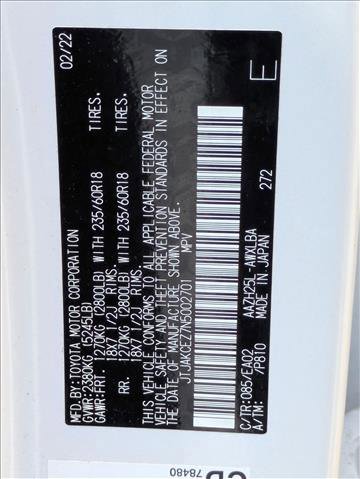 MFD.BY:TOYOTA MOTOR CORPORATION 02/22
GVWR:2380KG (5245LB)
GAWR:FRT. 1270KG (2800LB) WITH 235/60R18 TIRES.
18X7 1/2J RIMS.
RR. 1270KG (2800LB) WITH 235/60R18 TIRES.
18X7 1/2J RIMS.
THIS VEHICLE CONFORMS TO ALL APPLICABLE FEDERAL MOTOR
VEHICLE SAFETY AND THEFT PREVENTION STANDARDS IN EFFECT ON
THE DATE OF MANUFACTURE SHOWN ABOVE.
JTJAKCEZ7N5002701 MPV
272
C/TR:085/EA02 AAZH25L-AWXLBA
A/TM: -/P810 MADE IN JAPAN
E
78480